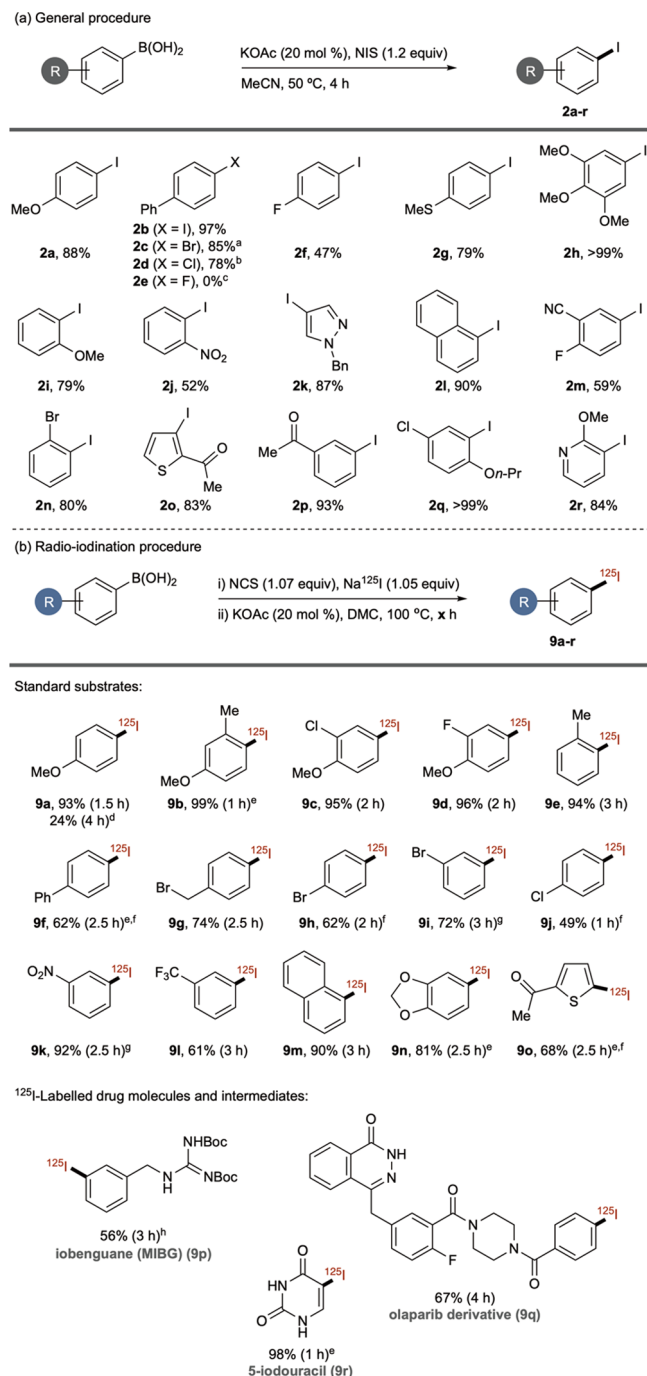 (a) General procedure
R
B(OH)2
KOAc (20 mol %), NIS (1.2 equiv)
MeCN, 50 ºC, 4 h
R
I
2a-r
I
MeO
2a, 88%
X
Ph
2b (X = I), 97%
2c (X = Br), 85%a
2d (X = Cl), 78%b
2e (X = F), 0%c
I
F
2f, 47%
I
MeS
2g, 79%
MeO
I
MeO
OMe
2h, >99%
I
OMe
2i, 79%
I
NO2
2j, 52%
I
N
N
Bn
2k, 87%
I
2l, 90%
NC
I
F
2m, 59%
Br
I
2n, 80%
I
O
S
Me
2o, 83%
O
Me
I
2p, 93%
Cl
I
On-Pr
2q, >99%
OMe
N
I
2r, 84%
(b) Radio-iodination procedure
R
B(OH)2
i) NCS (1.07 equiv), Na125I (1.05 equiv)
ii) KOAc (20 mol %), DMC, 100 ºC, x h
R
125I
9a-r
Standard substrates:
125I
MeO
9a, 93% (1.5 h)
24% (4 h)d
Me
125I
MeO
9b, 99% (1 h)e
Cl
125I
MeO
9c, 95% (2 h)
F
125I
MeO
9d, 96% (2 h)
Me
125I
9e, 94% (3 h)
125I
Ph
9f, 62% (2.5 h)e,f
125I
Br
9g, 74% (2.5 h)
125I
Br
9h, 62% (2 h)f
Br
125I
9i, 72% (3 h)g
125I
Cl
9j, 49% (1 h)f
NO2
125I
9k, 92% (2.5 h)g
F3C
125I
9l, 61% (3 h)
125I
9m, 90% (3 h)
O
O
125I
9n, 81% (2.5 h)e
O
Me
S
125I
9o, 68% (2.5 h)e,f
125I-Labelled drug molecules and intermediates:
125I
NHBoc
N
H
NBoc
56% (3 h)h
iobenguane (MIBG) (9p)
O
NH
N
O
F
N
N
O
125I
67% (4 h)
olaparib derivative (9q)
O
HN
125I
O
N
H
98% (1 h)e
5-iodouracil (9r)